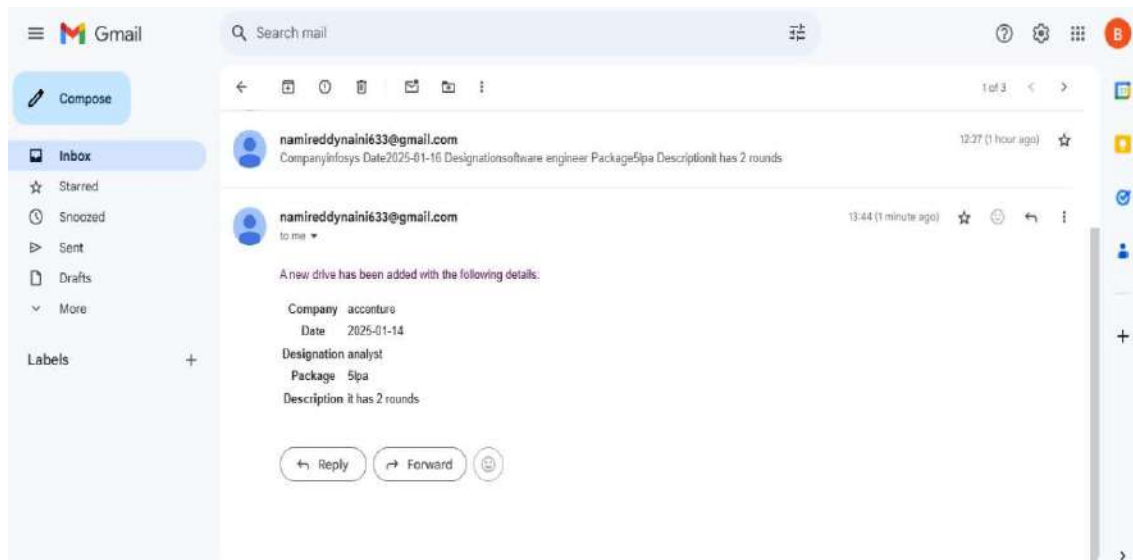 Gmail
Search mail
B
Compose
1 of 3
Inbox
Starred
Snoozed
Sent
Drafts
More
Labels
namireddynaini633@gmail.com 12:27 (1 hour ago)
CompanyInfosys Date2025-01-16 Designationsoftware engineer Package5lpa Descriptionit has 2 rounds
namireddynaini633@gmail.com 13:44 (1 minute ago)
to me
A new drive has been added with the following details:
Company accenture
Date 2025-01-14
Designation analyst
Package 5lpa
Description it has 2 rounds
Reply Forward